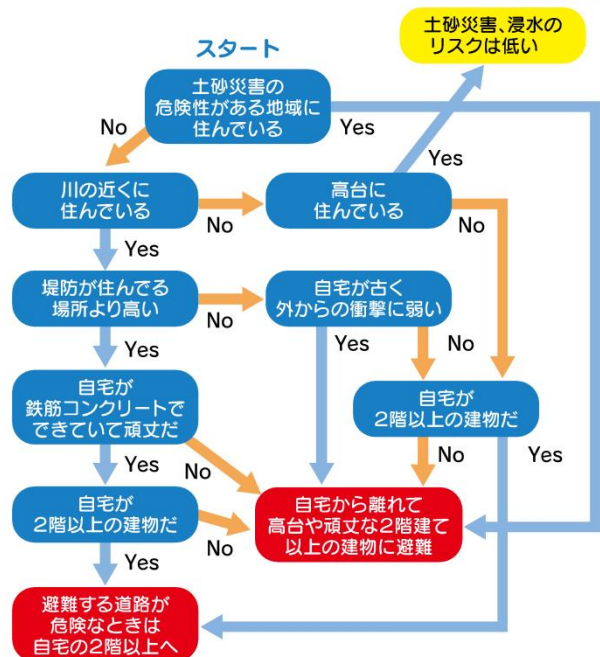 土砂災害、浸水の
リスクは低い
スタート
土砂災害の
危険性がある地域に
住んでいる
No
Yes
Yes
川の近くに
住んでいる
No
高台に
住んでいる
No
Yes
堤防が住んでる
場所より高い
No
自宅が古く
外からの衝撃に弱い
Yes
Yes
No
自宅が
鉄筋コンクリートで
できていて頑丈だ
自宅が
2階以上の建物だ
Yes
No
No
Yes
自宅が
2階以上の建物だ
No
自宅から離れて
高台や頑丈な2階建て
以上の建物に避難
Yes
避難する道路が
危険なときは
自宅の2階以上へ